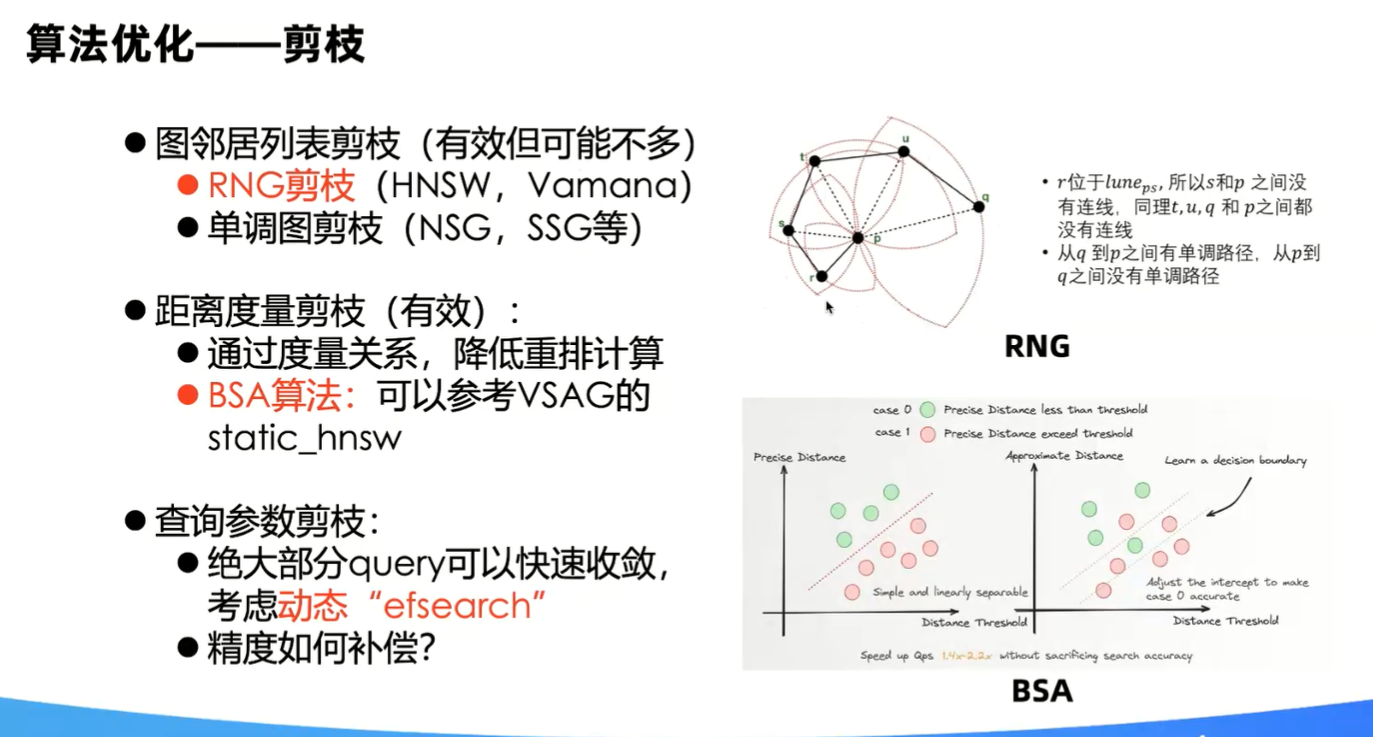 算法优化——剪枝
● 图邻居列表剪枝（有效但可能不多）
● RNG剪枝（HNSW，Vamana）
● 单调图剪枝（NSG，SSG等）
● 距离度量剪枝（有效）：
● 通过度量关系，降低重排计算
● BSA算法：可以参考VSAG的
static_hnsw
● 查询参数剪枝：
● 绝大部分query可以快速收敛，
考虑动态“efsearch”
● 精度如何补偿？
u
t
q
s
p
r
• r位于lune_ps, 所以s和p 之间没
有连线，同理t, u, q 和 p之间都
没有连线
• 从q 到p之间有单调路径，从p到
q之间没有单调路径
RNG
case 0 Precise Distance less than threshold
case 1 Precise Distance exceed threshold
Precise Distance
Simple and linearly separable
Distance Threshold
Approximate Distance
Learn a decision boundary
Adjust the intercept to make
case 0 accurate
Distance Threshold
Speed up Qps 1.4x-2.2x without sacrificing search accuracy
BSA